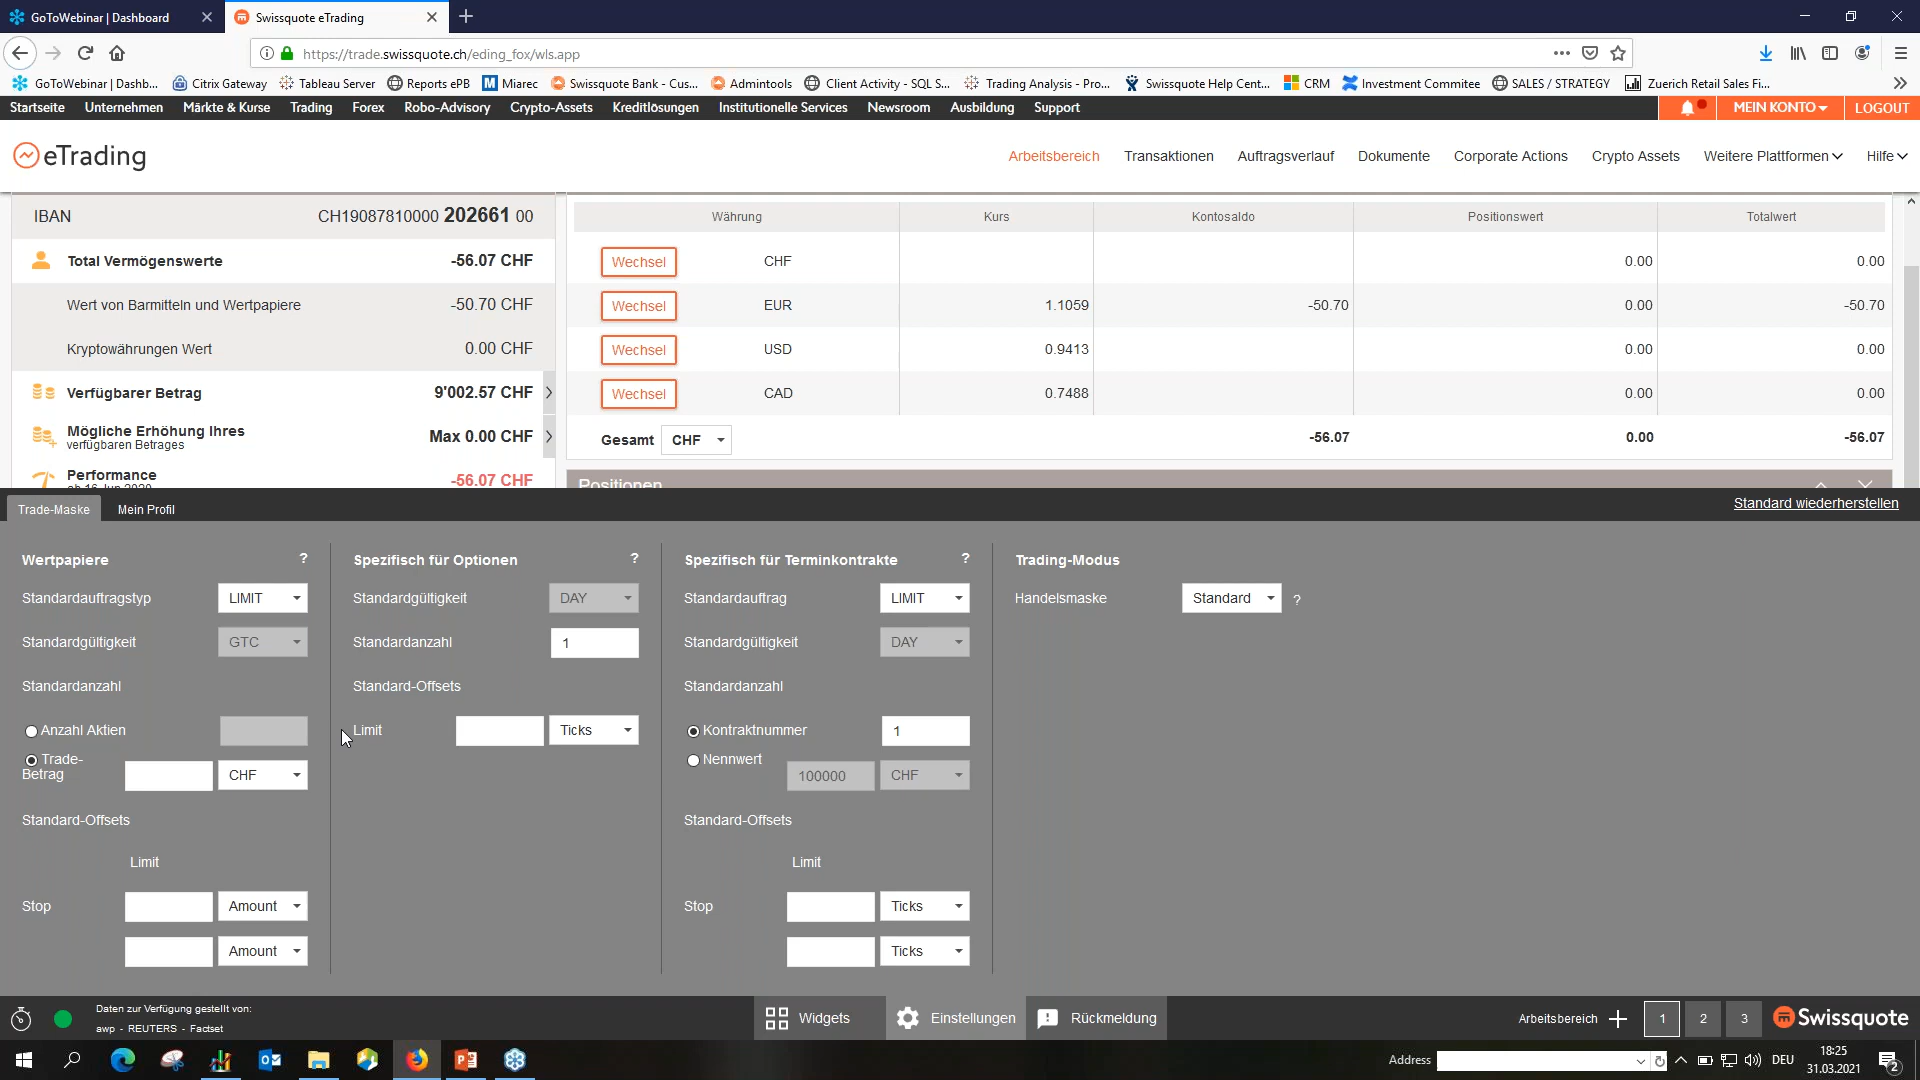 GoToWebinar | Dashboard
Swissquote eTrading
https://trade.swissquote.ch/eding_fox/wls.app
GoToWebinar | Dashb...
Citrix Gateway
Tableau Server
Reports ePB
Miarec
Swissquote Bank - Cus...
Admintools
Client Activity - SQL S...
Trading Analysis - Pro...
Swissquote Help Cent...
CRM
Investment Commitee
SALES / STRATEGY
Zuerich Retail Sales Fi...
Startseite Unternehmen Märkte & Kurse Trading Forex Robo-Advisory Crypto-Assets Kreditlösungen Institutionelle Services Newsroom Ausbildung Support
MEIN KONTO
LOGOUT
eTrading
Arbeitsbereich Transaktionen Auftragsverlauf Dokumente Corporate Actions Crypto Assets Weitere Plattformen Hilfe
IBAN CH19087810000 202661 00
Total Vermögenswerte -56.07 CHF
Wert von Barmitteln und Wertpapiere -50.70 CHF
Kryptowährungen Wert 0.00 CHF
Verfügbarer Betrag 9'002.57 CHF
Mögliche Erhöhung Ihres
verfügbaren Betrages
Max 0.00 CHF
Performance
ab 16 Jun 2020
-56.07 CHF
Währung Kurs Kontosaldo Positionswert Totalwert
Wechsel CHF 0.00 0.00
Wechsel EUR 1.1059 -50.70 0.00 -50.70
Wechsel USD 0.9413 0.00 0.00
Wechsel CAD 0.7488 0.00 0.00
Gesamt CHF -56.07 0.00 -56.07
Positionen
Trade-Maske Mein Profil
Standard wiederherstellen
Wertpapiere ?
Standardauftragstyp LIMIT
Standardgültigkeit GTC
Standardanzahl
Anzahl Aktien
Trade-
Betrag
CHF
Standard-Offsets
Limit
Stop Amount
Amount
Spezifisch für Optionen ?
Standardgültigkeit DAY
Standardanzahl 1
Standard-Offsets
Limit Ticks
Spezifisch für Terminkontrakte ?
Standardauftrag LIMIT
Standardgültigkeit DAY
Standardanzahl
Kontraktnummer 1
Nennwert 100000 CHF
Standard-Offsets
Limit
Stop Ticks
Ticks
Trading-Modus
Handelsmaske Standard ?
Daten zur Verfügung gestellt von:
awp - REUTERS - Factset
Widgets
Einstellungen
Rückmeldung
Arbeitsbereich
1 2 3
Swissquote
Address
DEU
18:25
31.03.2021
2